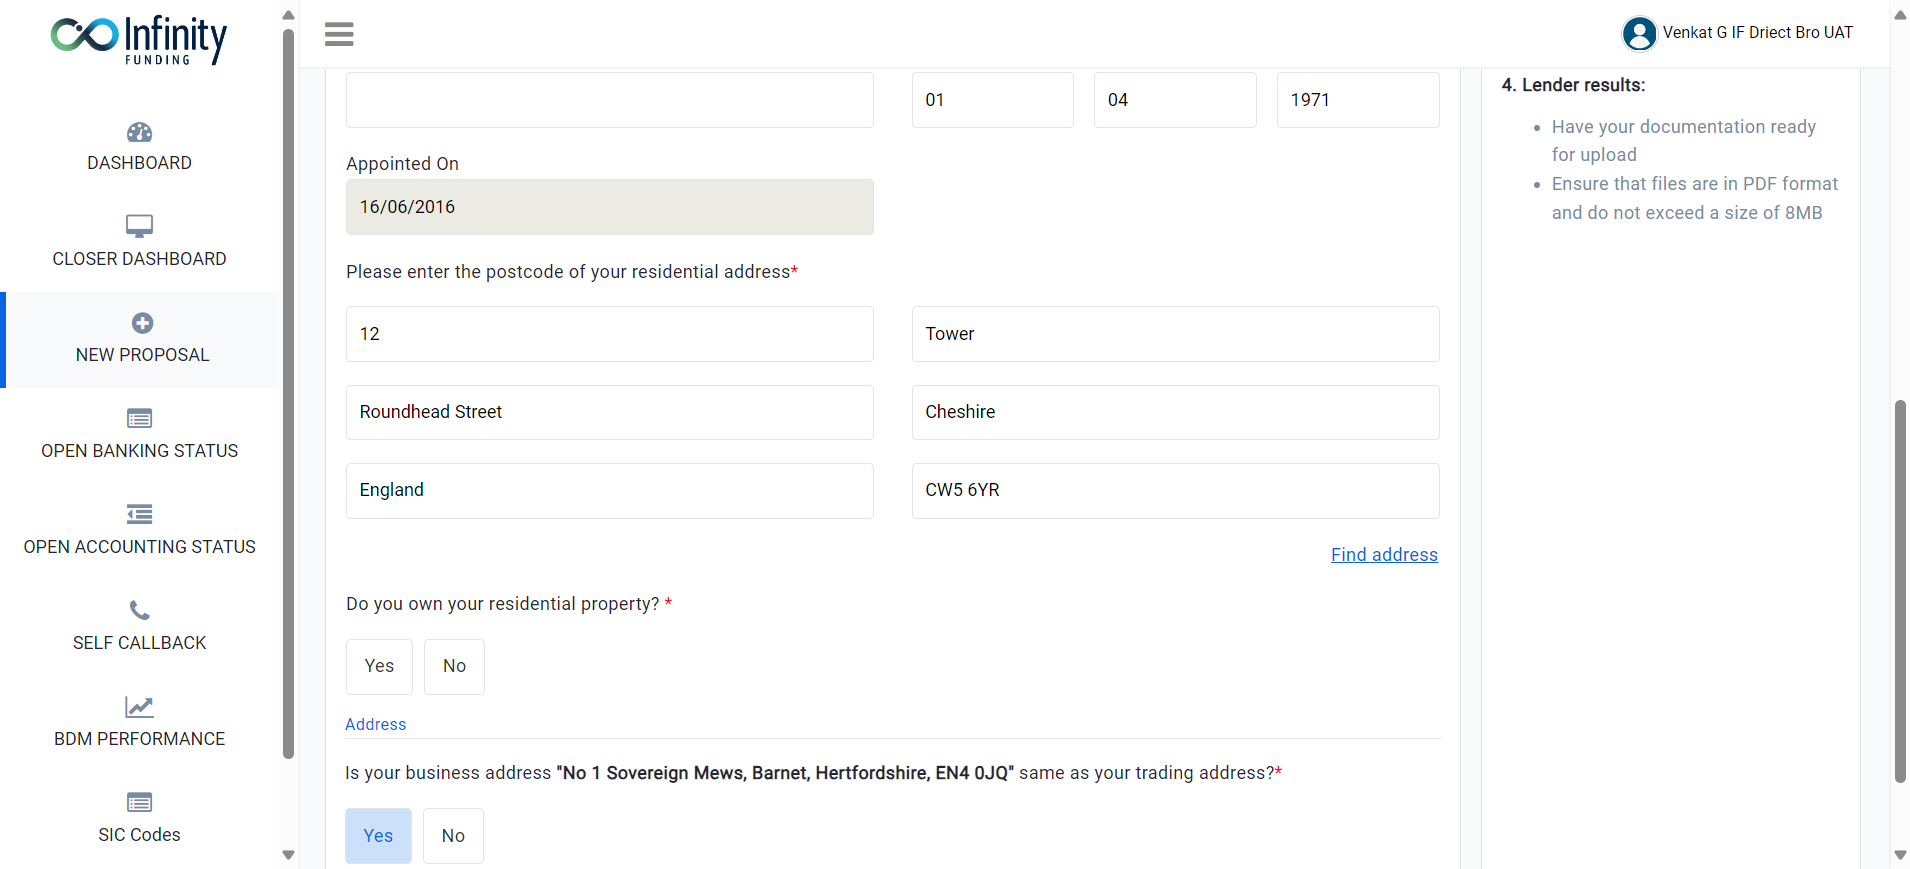 Infinity
FUNDING
DASHBOARD
CLOSER DASHBOARD
NEW PROPOSAL
OPEN BANKING STATUS
OPEN ACCOUNTING STATUS
SELF CALLBACK
BDM PERFORMANCE
SIC Codes
Venkat G IF Driect Bro UAT
01
04
1971
Appointed On
16/06/2016
Please enter the postcode of your residential address*
12
Tower
Roundhead Street
Cheshire
England
CW5 6YR
Find address
Do you own your residential property? *
Yes
No
Address
Is your business address "No 1 Sovereign Mews, Barnet, Hertfordshire, EN4 0JQ" same as your trading address?*
Yes
No
4. Lender results:
Have your documentation ready
for upload
Ensure that files are in PDF format
and do not exceed a size of 8MB